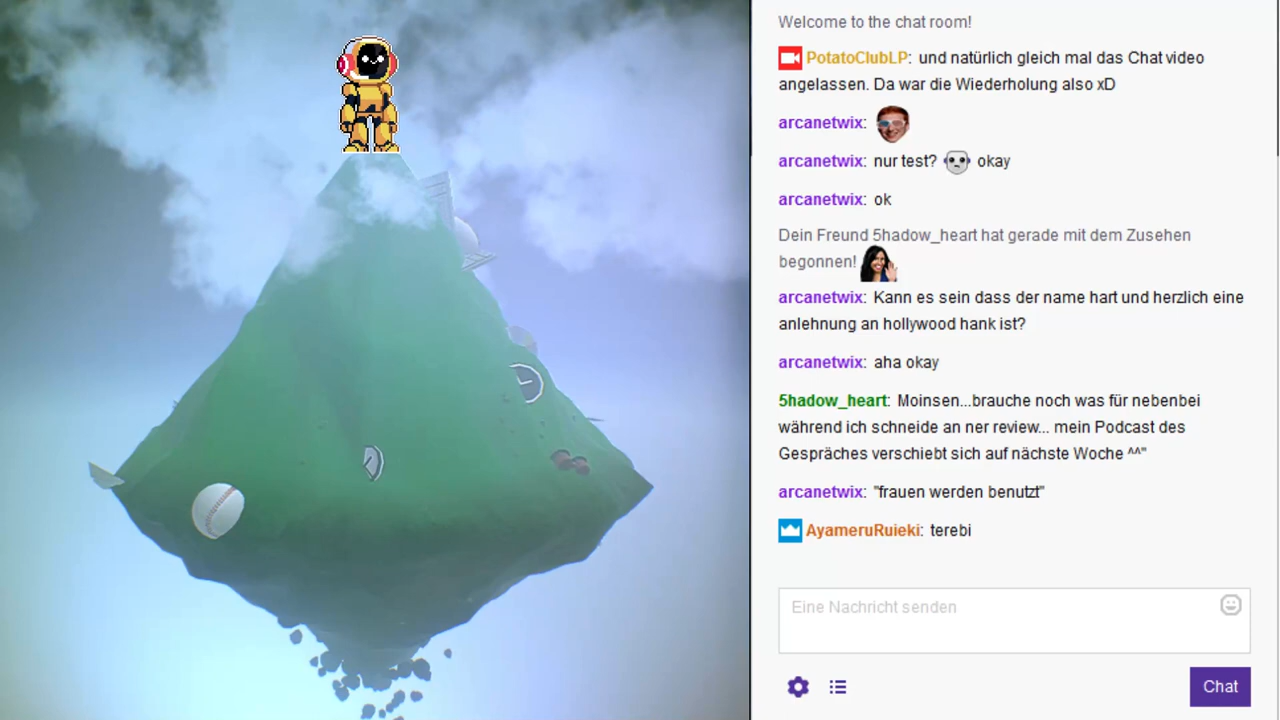 Welcome to the chat room!
PotatoClubLP: und natürlich gleich mal das Chat video
angelassen. Da war die Wiederholung also xD
arcanetwix:
arcanetwix: nur test? okay
arcanetwix: ok
Dein Freund 5hadow_heart hat gerade mit dem Zusehen
begonnen!
arcanetwix: Kann es sein dass der name hart und herzlich eine
anlehnung an hollywood hank ist?
arcanetwix: aha okay
5hadow_heart: Moinsen...brauche noch was für nebenbei
während ich schneide an ner review... mein Podcast des
Gespräches verschiebt sich auf nächste Woche ^^"
arcanetwix: "frauen werden benutzt"
AyameruRuieki: terebi
Eine Nachricht senden
Chat